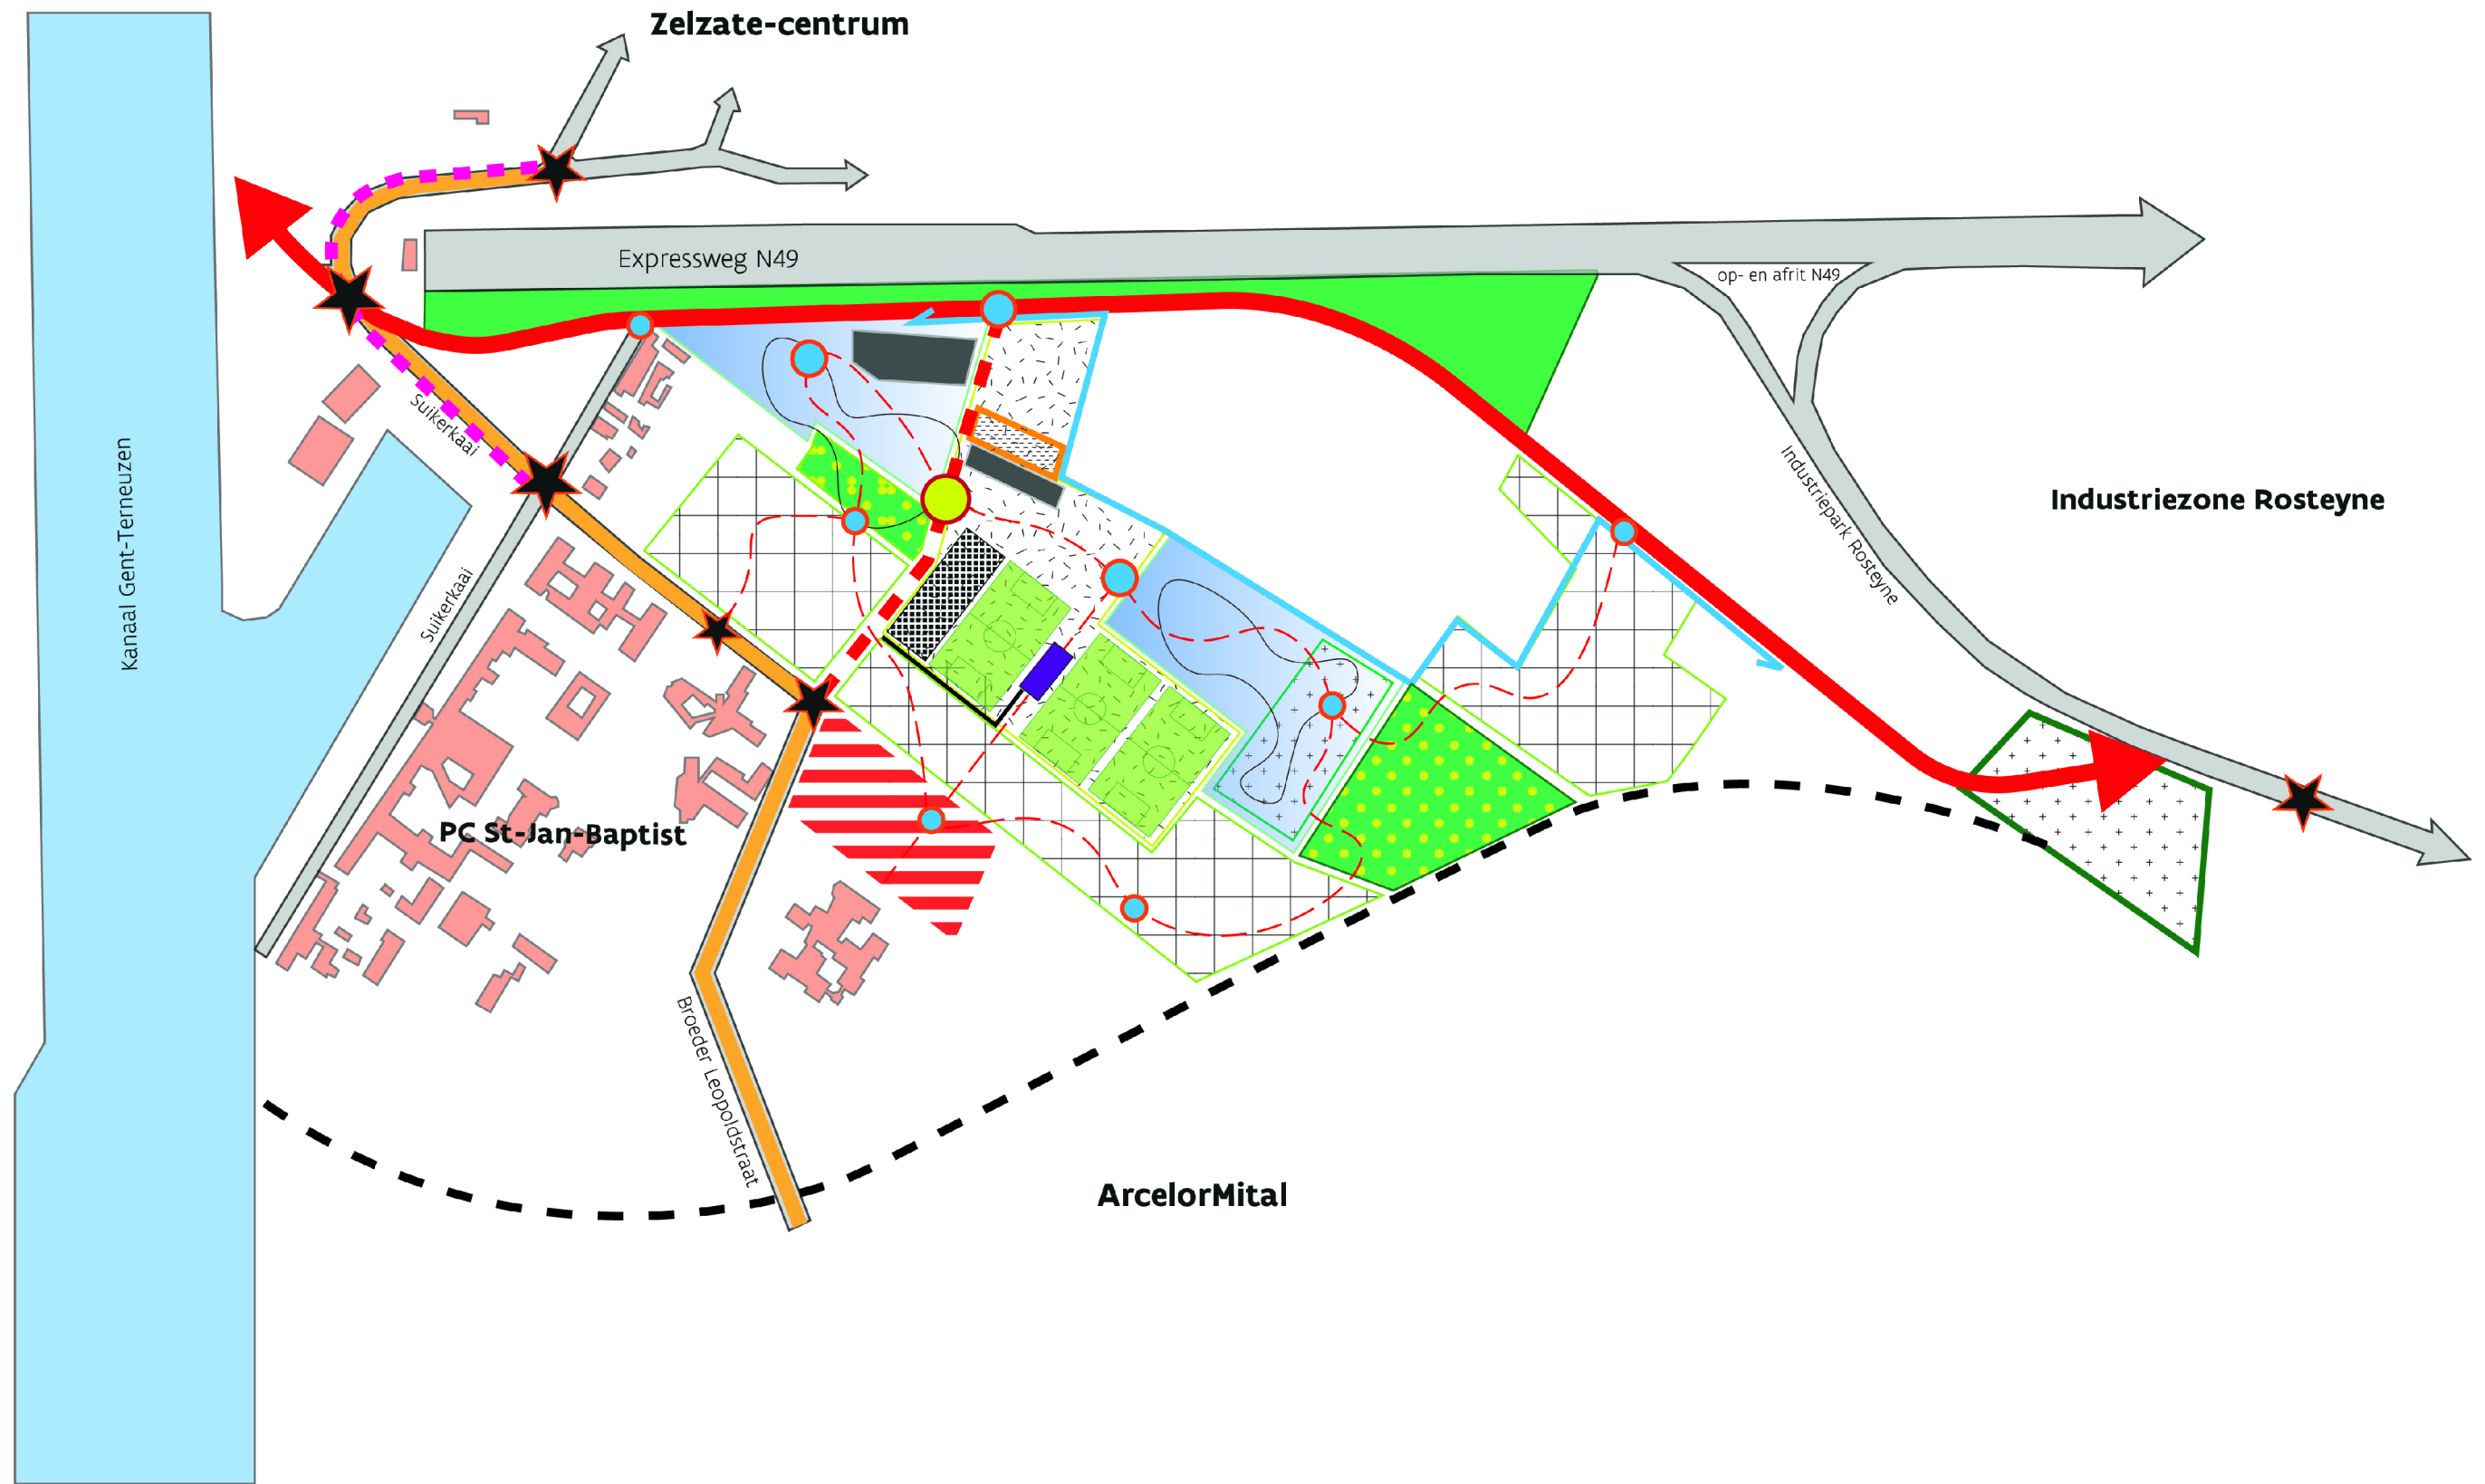 Zelzate-centrum
Expressweg N49
op- en afrit N49
Suikerkaai
Kanaal Gent-Terneuzen
Industriepark Rosteyne
Industriezone Rosteyne
Suikerkaai
PC St-Jan-Baptist
Broeder Leopoldstraat
ArcelorMital